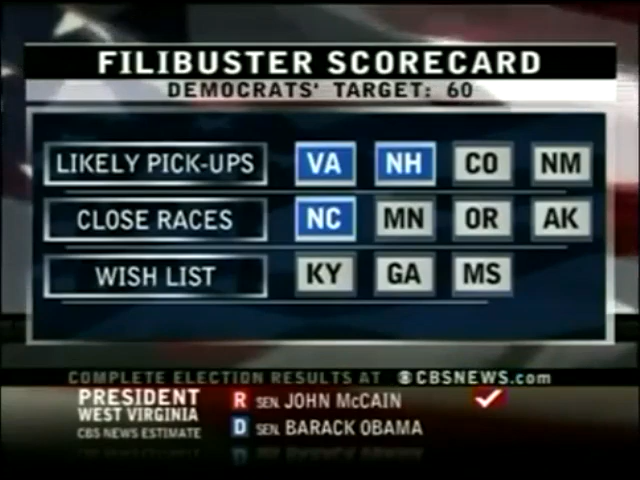 FILIBUSTER SCORECARD
DEMOCRATS' TARGET: 60
LIKELY PICK-UPS VA NH CO NM
CLOSE RACES NC MN OR AK
WISH LIST KY GA MS
COMPLETE ELECTION RESULTS AT CBSNEWS.com
PRESIDENT
WEST VIRGINIA
CBS NEWS ESTIMATE
R SEN. JOHN McCAIN
D SEN. BARACK OBAMA